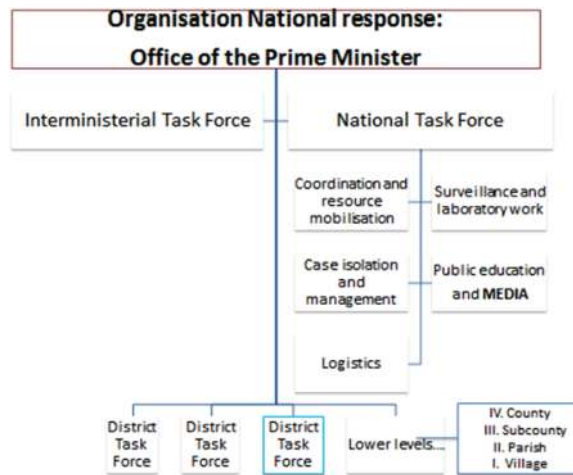 Organisation National response:
Office of the Prime Minister
Interministerial Task Force
National Task Force
Coordination and
resource
mobilisation
Surveillance and
laboratory work
Case isolation
and
management
Public education
and MEDIA
Logistics
District
Task
Force
District
Task
Force
District
Task
Force
Lower levels....
IV. County
III. Subcounty
II. Parish
I. Village